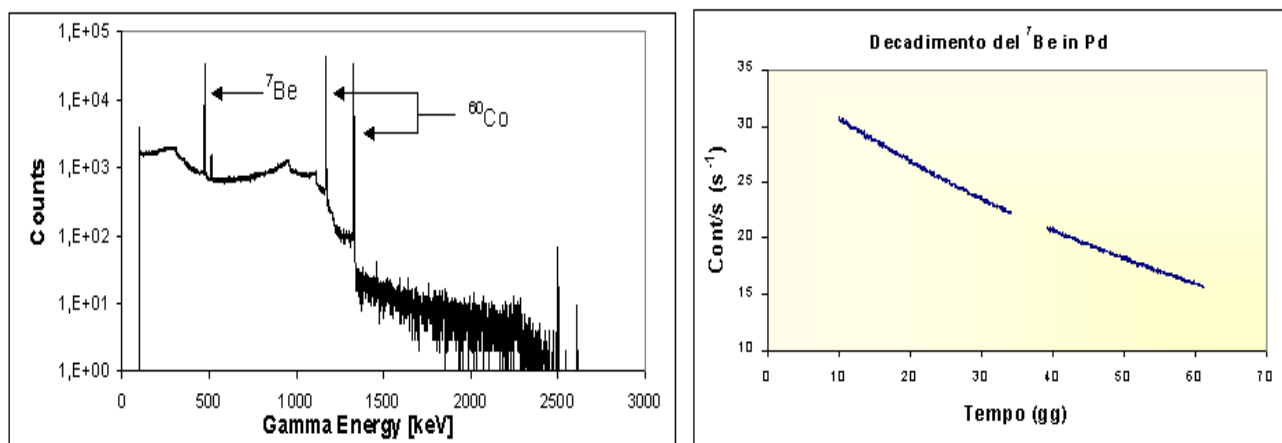 1,E+05
1,E+04
1,E+03
1,E+02
1,E+01
1,E+00
Counts
⁷Be
⁶⁰Co
0 500 1000 1500 2000 2500 3000
Gamma Energy [keV]
Decadimento del ⁷Be in Pd
35
30
25
20
15
10
Cont/s (s⁻¹)
0 10 20 30 40 50 60 70
Tempo (gg)